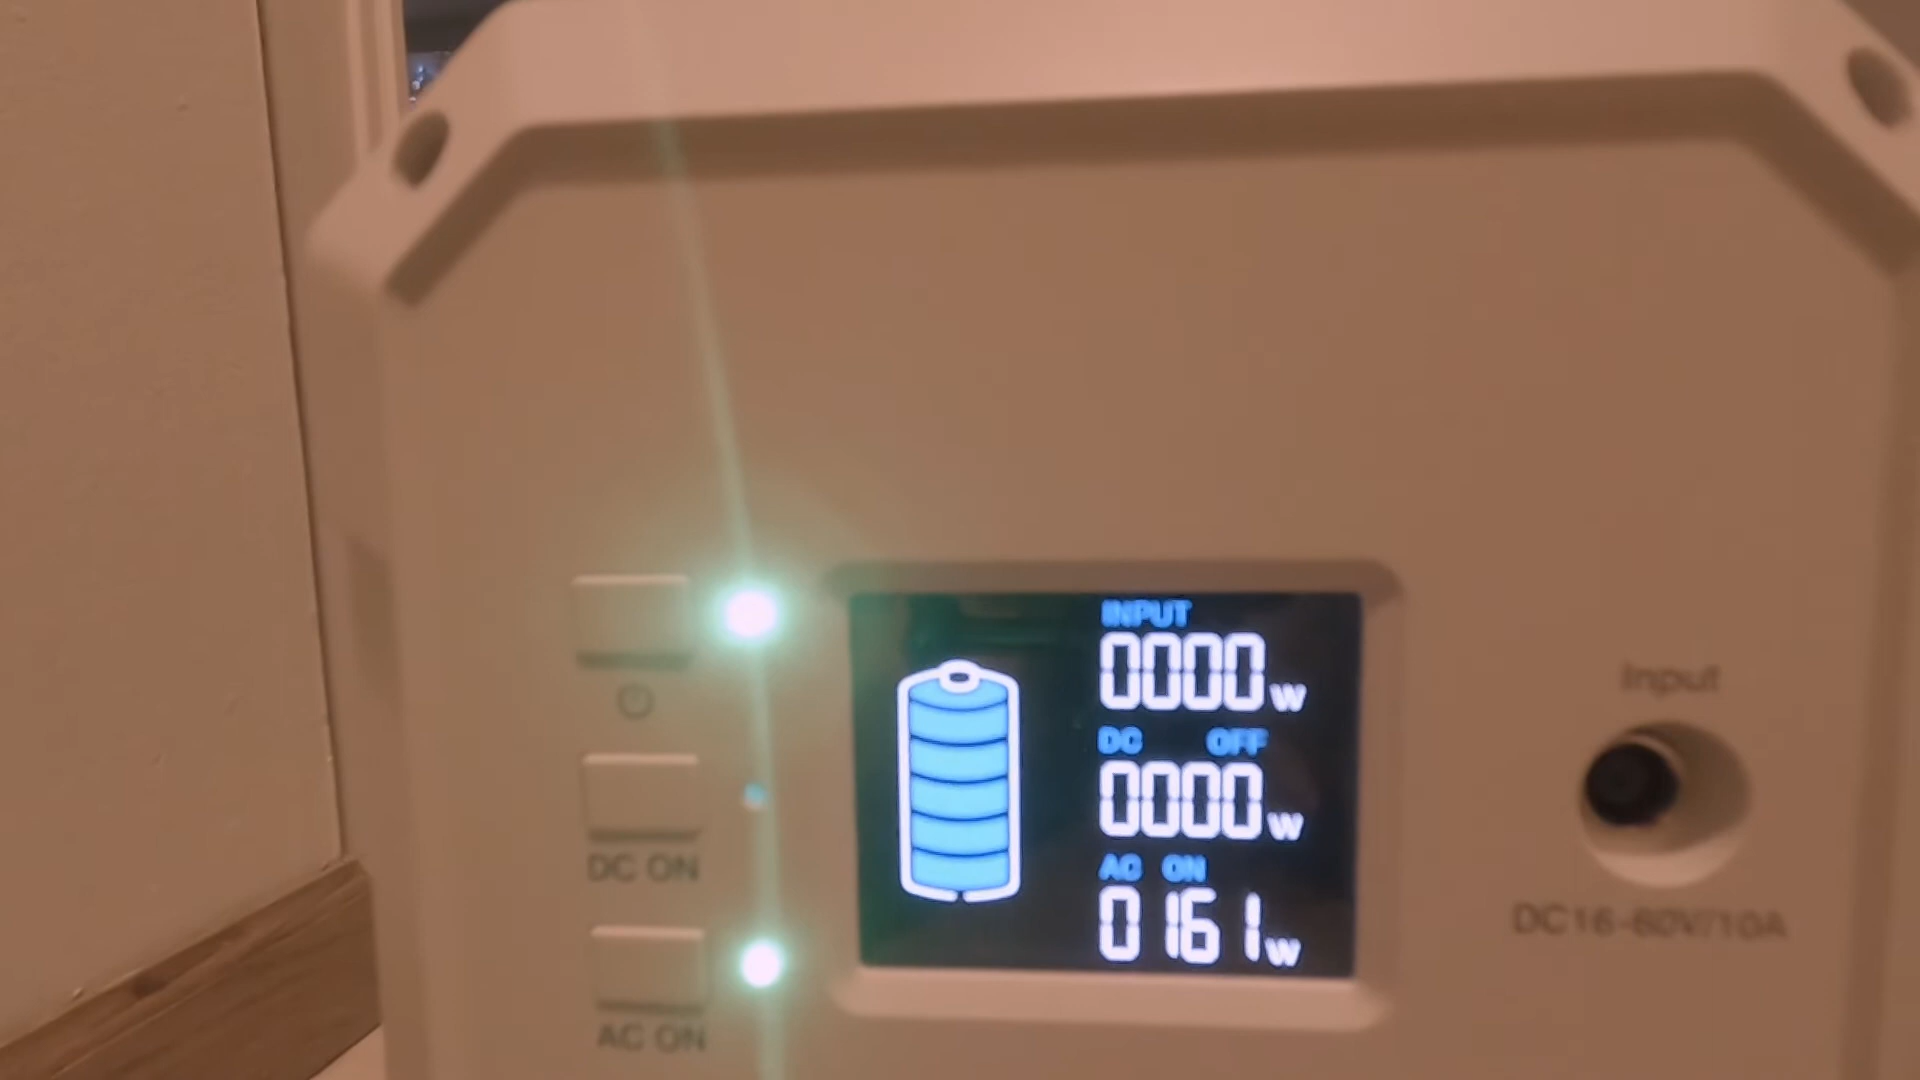 INPUT
0000w
DC OFF
0000w
AC ON
0161w
DC ON
AC ON
Input
DC16-60V/10A